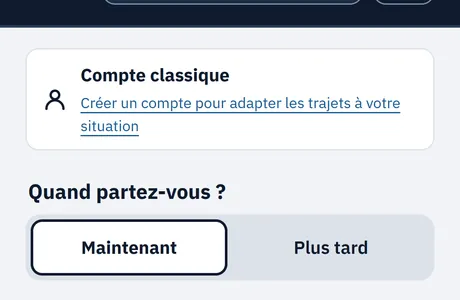 Compte classique
Créer un compte pour adapter les trajets à votre
situation
Quand partez-vous ?
Maintenant
Plus tard